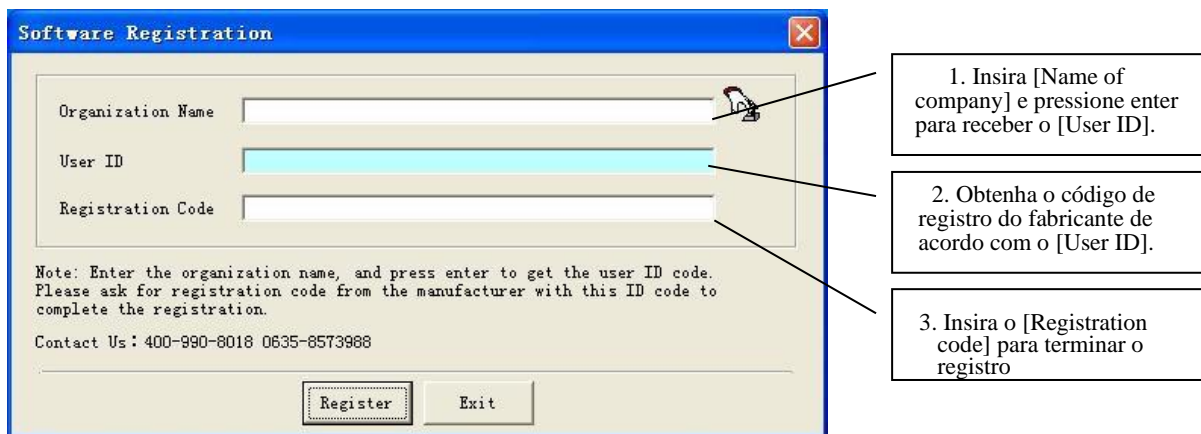 Software Registration
Organization Name
User ID
Registration Code
Note: Enter the organization name, and press enter to get the user ID code.
Please ask for registration code from the manufacturer with this ID code to
complete the registration.
Contact Us：400-990-8018 0635-8573988
Register
Exit
1. Insira [Name of
company] e pressione enter
para receber o [User ID].
2. Obtenha o código de
registro do fabricante de
acordo com o [User ID].
3. Insira o [Registration
code] para terminar o
registro